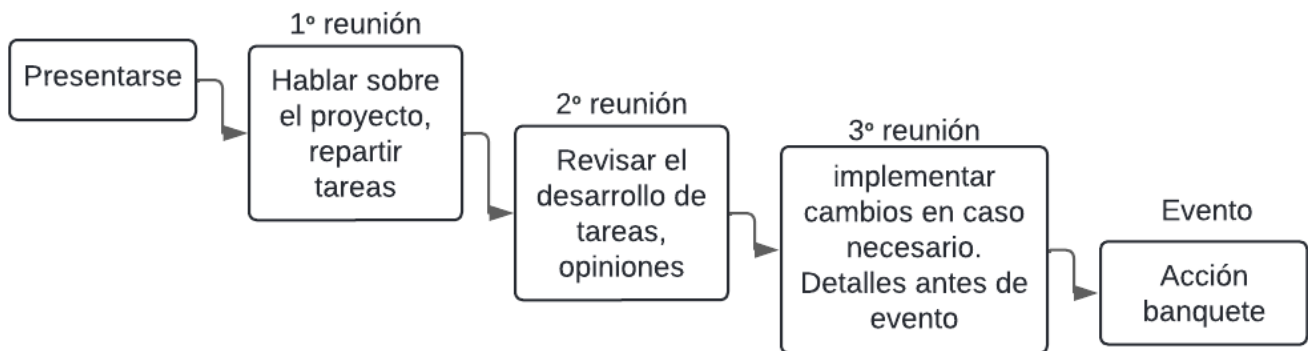 Presentarse
1º reunión
Hablar sobre
el proyecto,
repartir
tareas
2º reunión
Revisar el
desarrollo de
tareas,
opiniones
3º reunión
implementar
cambios en caso
necesario.
Detalles antes de
evento
Evento
Acción
banquete